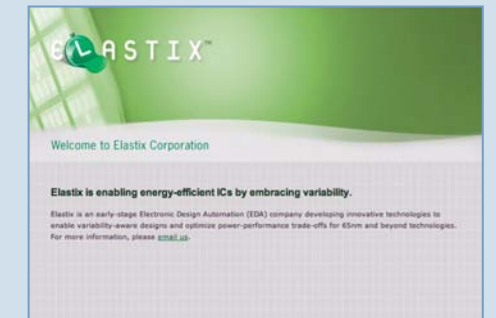 ELASTIX™
Welcome to Elastix Corporation
Elastix is enabling energy-efficient ICs by embracing variability.
Elastix is an early-stage Electronic Design Automation (EDA) company developing innovative technologies to
enable variability-aware designs and optimize power-performance trade-offs for 65nm and beyond technologies.
For more information, please email us.